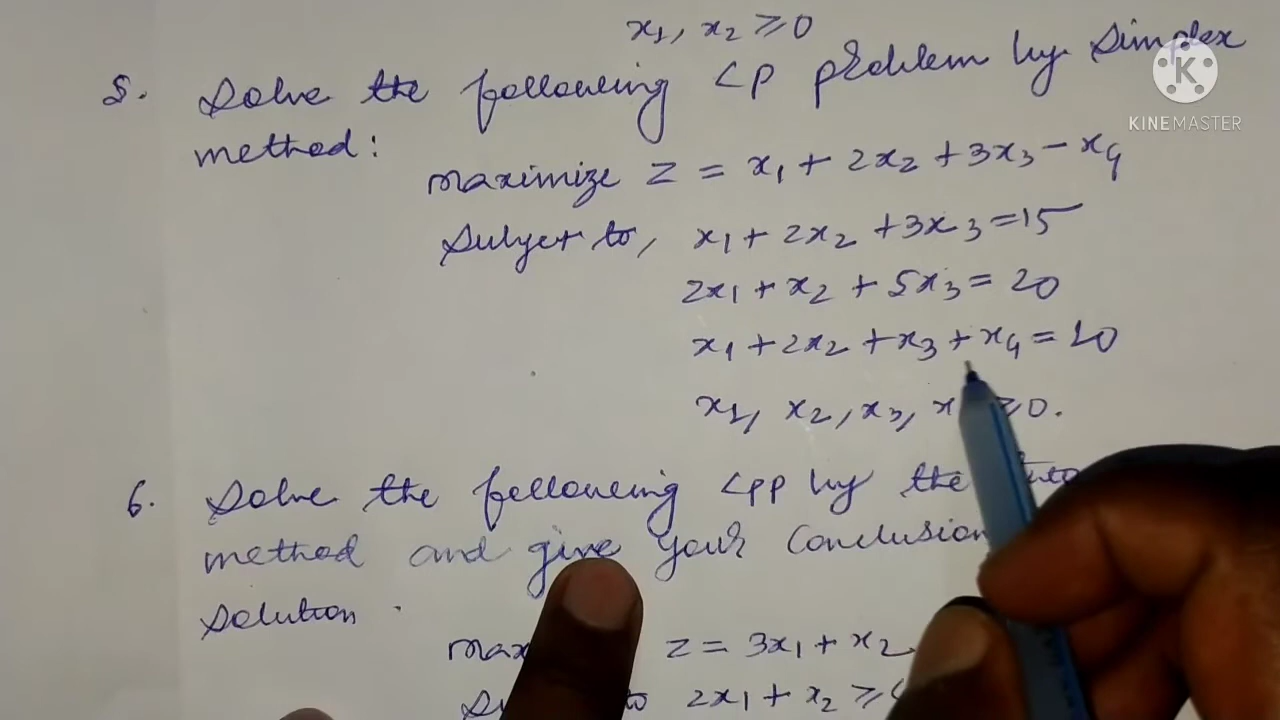 x1, x2 ≥ 0
5. Solve the following LP problem by simplex
KINEMASTER
method:
maximize Z = x1 + 2x2 + 3x3 - x4
Subject to, x1 + 2x2 + 3x3 = 15
2x1 + x2 + 5x3 = 20
x1 + 2x2 + x3 + x4 = 10
x1, x2, x3, x ≥ 0.
6. Solve the following LPP by the
method and give your conclusion
solution.
Z = 3x1 + x2
to 2x1 + x2 ≥